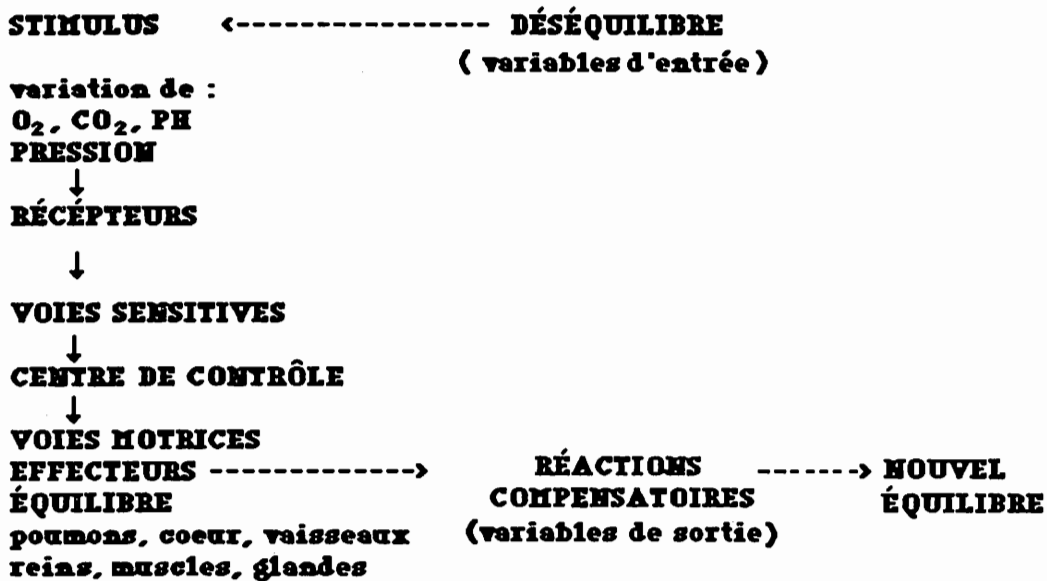 STIMULUS <---------------- DÉSÉQUILIBRE
( variables d'entrée )
variation de :
O₂, CO₂, PH
PRESSION
↓
RÉCÉPTEURS
↓
VOIES SENSITIVES
↓
CENTRE DE CONTRÔLE
↓
VOIES MOTRICES
EFFECTEURS -------------> RÉACTIONS -------> NOUVEL
ÉQUILIBRE COMPENSATOIRES ÉQUILIBRE
poumons, coeur, vaisseaux (variables de sortie)
reins, muscles, glandes